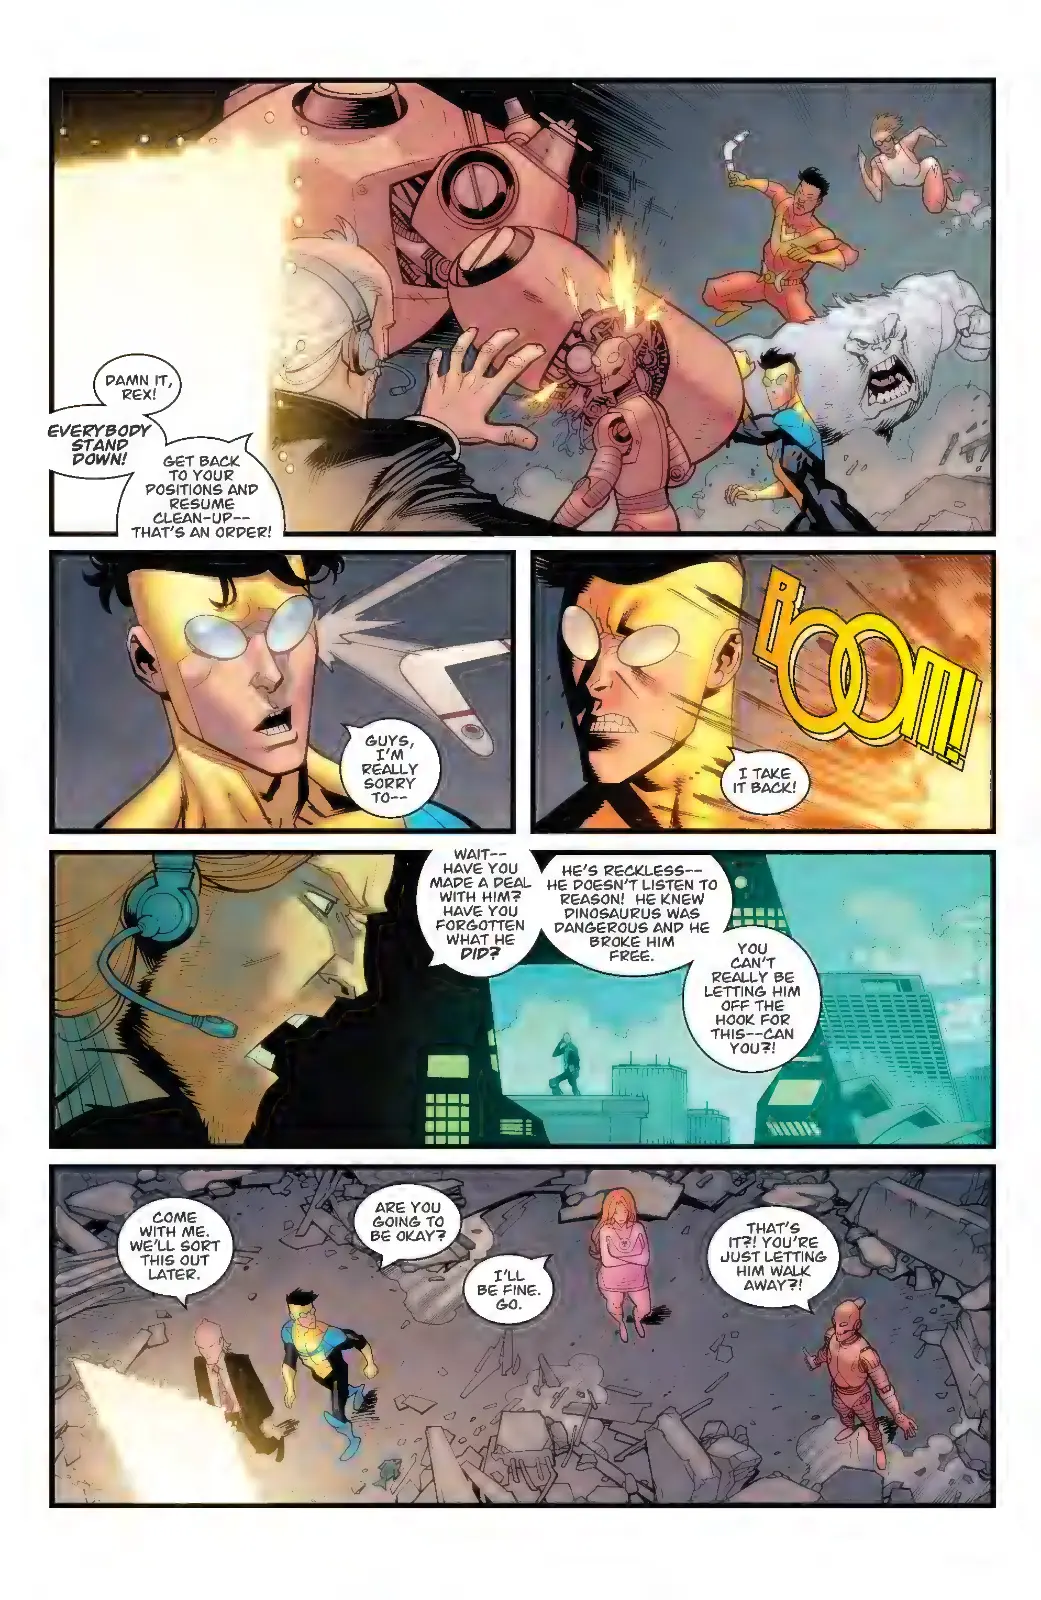 DAMN IT,
REX!
EVERYBODY
STAND
DOWN!
GET BACK
TO YOUR
POSITIONS AND
RESUME
CLEAN-UP--
THAT'S AN ORDER!
GUYS,
I'M
REALLY
SORRY
TO--
BOOM!
I TAKE
IT BACK!
WAIT--
HAVE YOU
MADE A DEAL
WITH HIM?
HAVE YOU
FORGOTTEN
WHAT HE
DID?
HE'S RECKLESS--
HE DOESN'T LISTEN TO
REASON! HE KNEW
DINOSAURUS WAS
DANGEROUS AND HE
BROKE HIM
FREE.
YOU
CAN'T
REALLY BE
LETTING HIM
OFF THE
HOOK FOR
THIS--CAN
YOU?!
COME
WITH ME.
WE'LL SORT
THIS OUT
LATER.
ARE YOU
GOING TO
BE OKAY?
I'LL
BE FINE.
GO.
THAT'S
IT?! YOU'RE
JUST LETTING
HIM WALK
AWAY?!